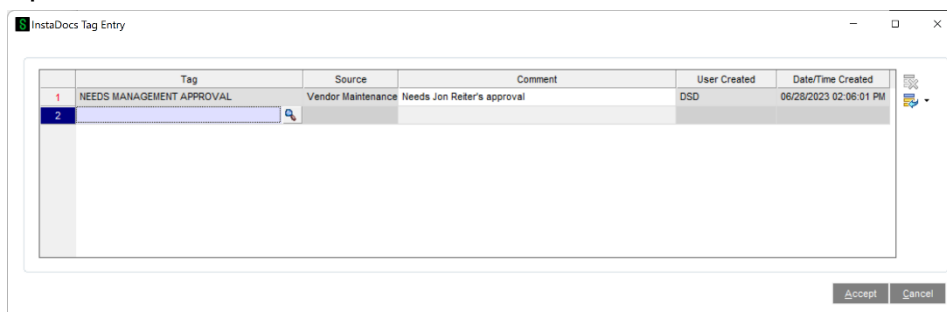 S InstaDocs Tag Entry
Tag Source Comment User Created Date/Time Created
1 NEEDS MANAGEMENT APPROVAL Vendor Maintenance Needs Jon Reiter's approval DSD 06/28/2023 02:06:01 PM
2
Accept Cancel